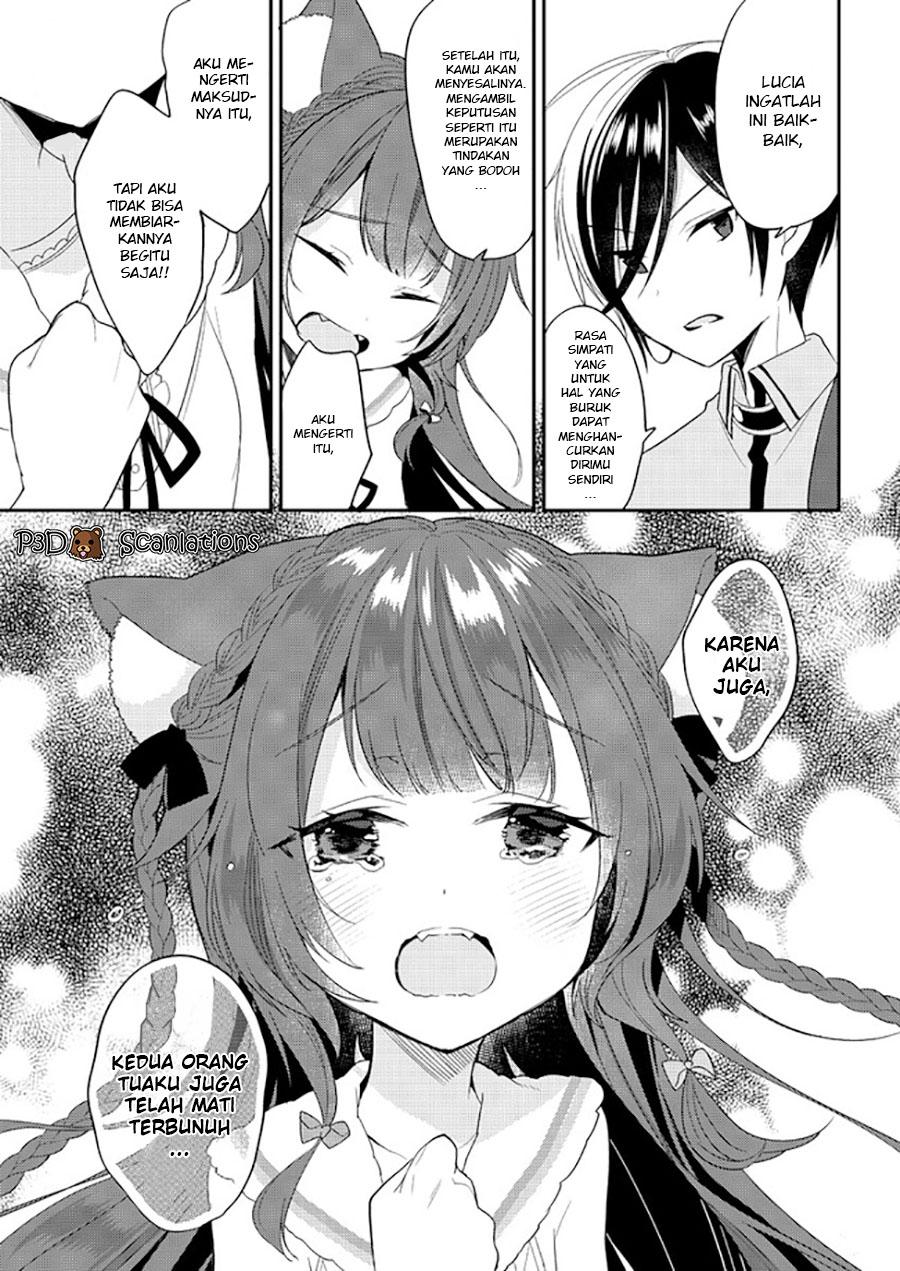 LUCIA
INGATLAH
INI BAIK-
BAIK,
RASA
SIMPATI
YANG
UNTUK
HAL YANG
BURUK
DAPAT
MENGHAN-
CURKAN
DIRIMU
SENDIRI
...
SETELAH ITU,
KAMU AKAN
MENYESALINYA.
MENGAMBIL
KEPUTUSAN
SEPERTI ITU
MERUPAKAN
TINDAKAN
YANG BODOH
...
AKU
MENGERTI
ITU,
AKU ME-
NGERTI
MAKSUD-
NYA ITU,
TAPI AKU
TIDAK BISA
MEMBIAR-
KANNYA
BEGITU
SAJA!!
P3D Scanlations
KARENA
AKU
JUGA,
KEDUA ORANG
TUAKU JUGA
TELAH MATI
TERBUNUH
...